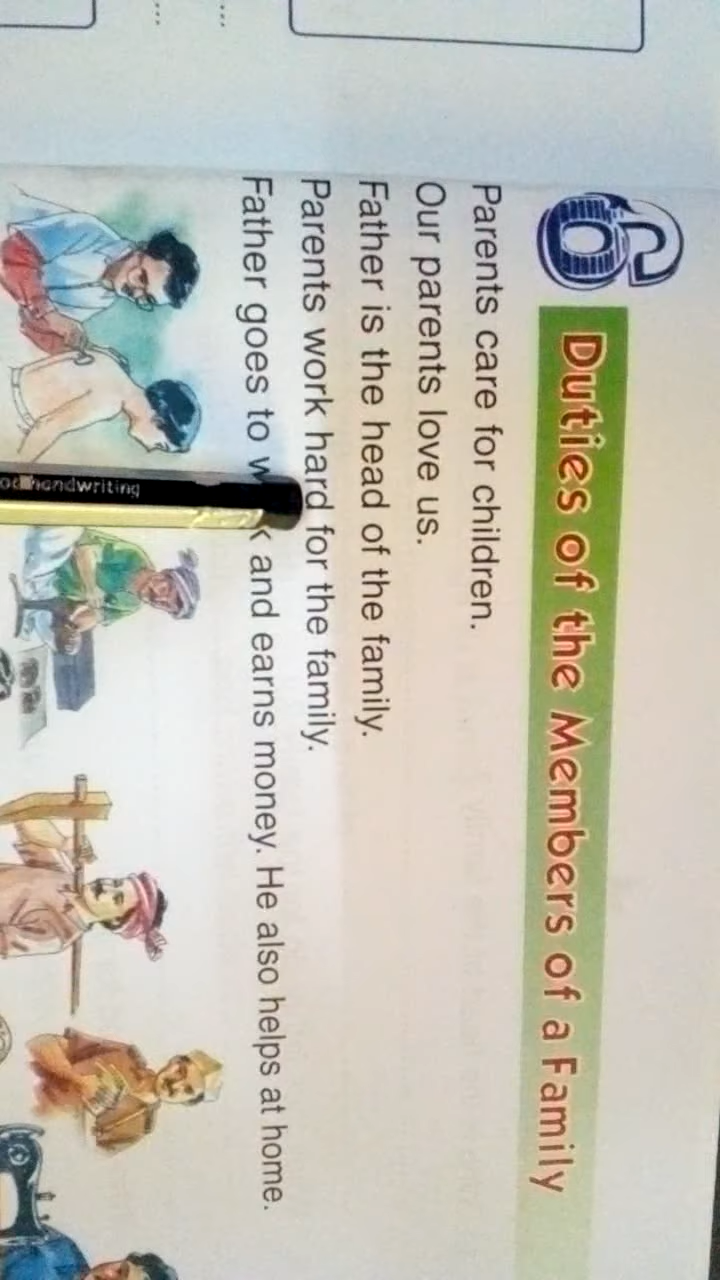 6
Duties of the Members of a Family
Parents care for children.
Our parents love us.
Father is the head of the family.
Parents work hard for the family.
Father goes to and earns money. He also helps at home.
handwriting